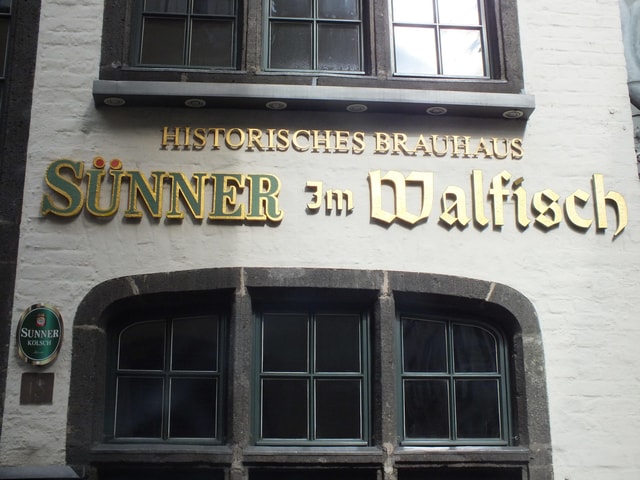 HISTORISCHES BRAUHAUS
SÜNNER Im Walfisch
SÜNNER
KÖLSCH